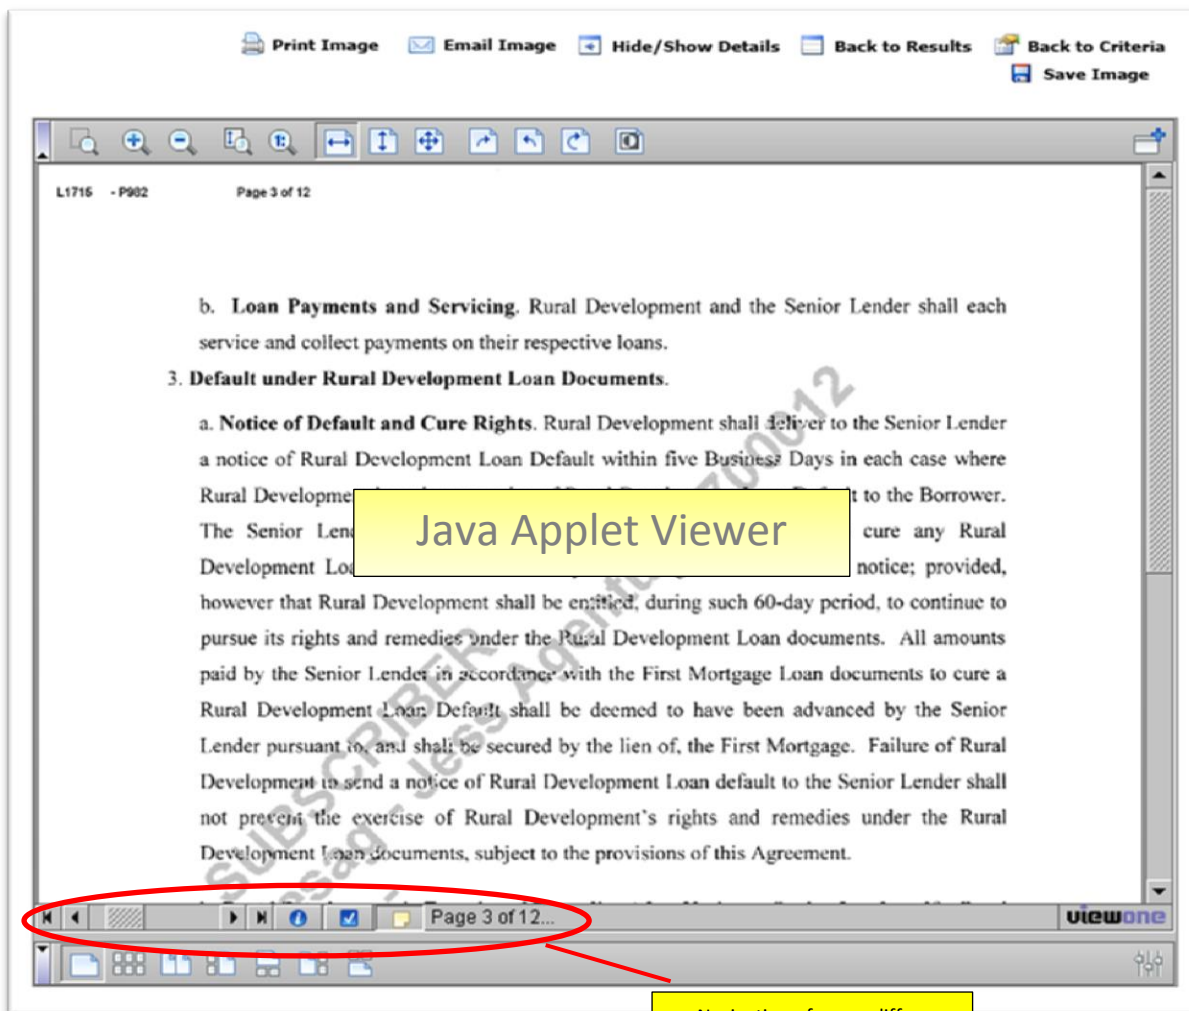 Print Image Email Image Hide/Show Details Back to Results Back to Criteria
Save Image
L1715 - P982 Page 3 of 12
b. Loan Payments and Servicing. Rural Development and the Senior Lender shall each
service and collect payments on their respective loans.
3. Default under Rural Development Loan Documents.
a. Notice of Default and Cure Rights. Rural Development shall deliver to the Senior Lender
a notice of Rural Development Loan Default within five Business Days in each case where
Rural to the Borrower.
The Senior cure any Rural
Development notice; provided,
Java Applet Viewer
however that Rural Development shall be entitled, during such 60-day period, to continue to
pursue its rights and remedies under the Rural Development Loan documents. All amounts
paid by the Senior Lender in accordance with the First Mortgage Loan documents to cure a
Rural Development Loan Default shall be deemed to have been advanced by the Senior
Lender pursuant to, and shall be secured by the lien of, the First Mortgage. Failure of Rural
Development to send a notice of Rural Development Loan default to the Senior Lender shall
not prevent the exercise of Rural Development's rights and remedies under the Rural
Development Loan documents, subject to the provisions of this Agreement.
SUBSCRIBER
Page 3 of 12...
viewone